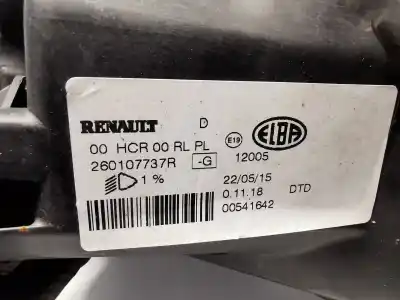 RENAULT D E19 ELBA
00 HCR 00 RL PL 12005
260107737R -G
1 % 22/05/15
0.11.18 DTD
00541642